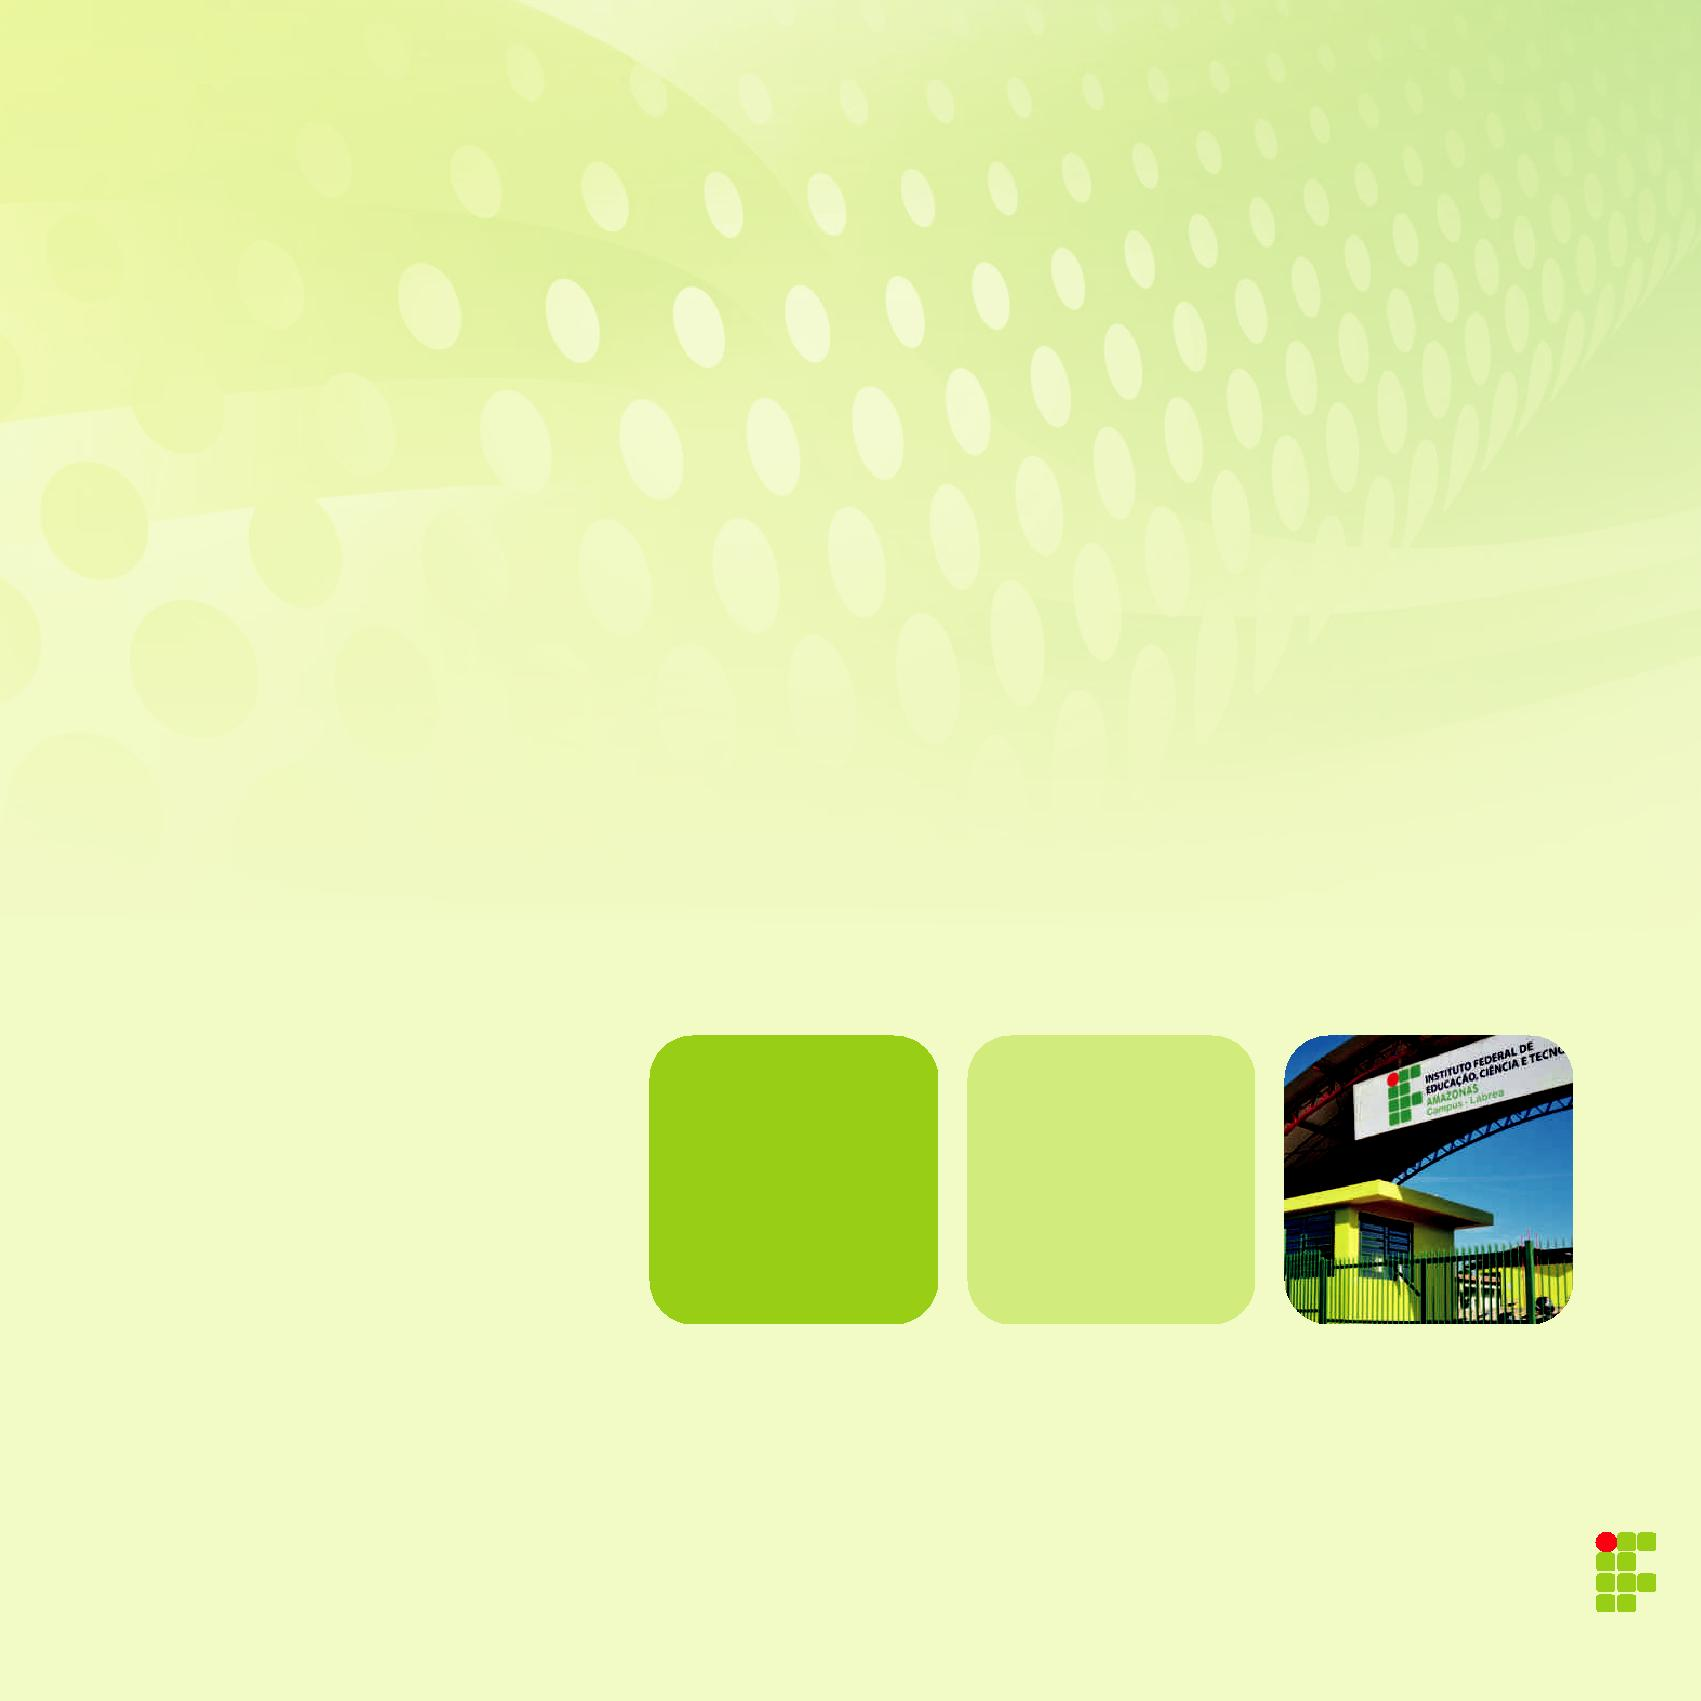 INSTITUTO FEDERAL DE
EDUCAÇÃO, CIÊNCIA E TECNO
AMAZONAS
Campus - Lábrea